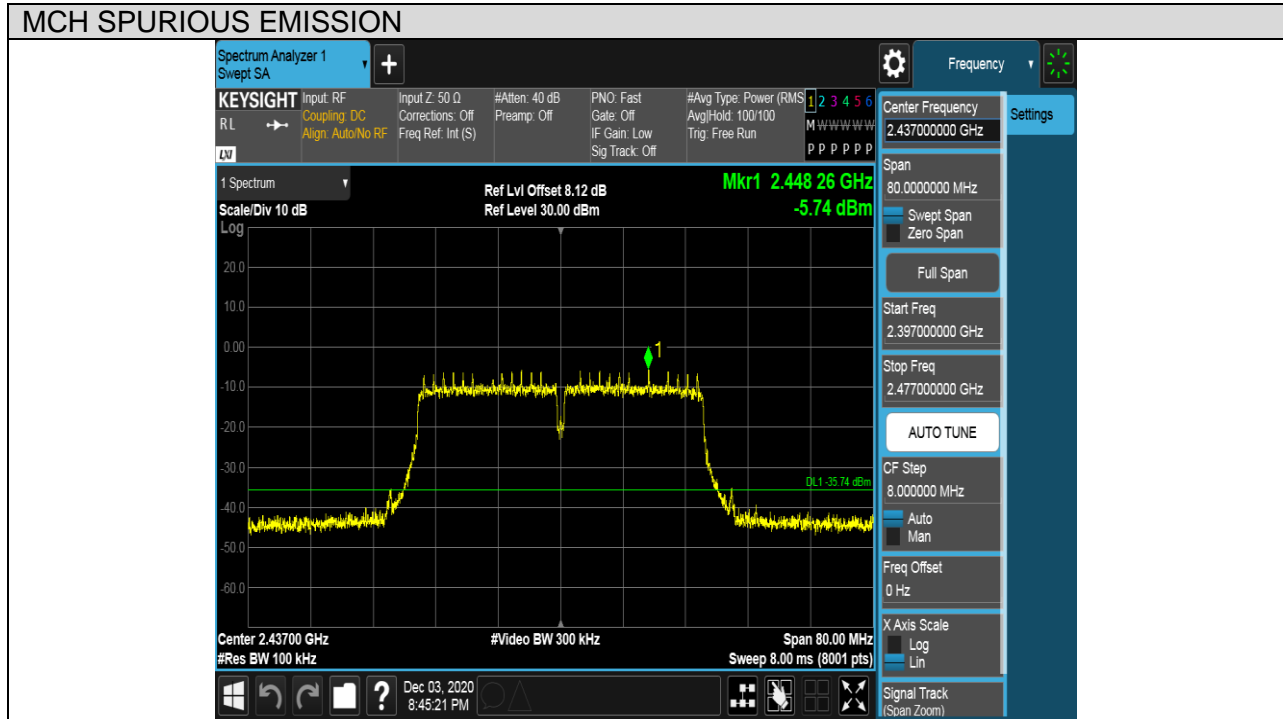 MCH SPURIOUS EMISSION
Spectrum Analyzer 1
Swept SA
+
Frequency
KEYSIGHT
RL
LXI
Input: RF
Coupling: DC
Align: Auto/No RF
Input Z: 50 Ω
Corrections: Off
Freq Ref: Int (S)
#Atten: 40 dB
Preamp: Off
PNO: Fast
Gate: Off
IF Gain: Low
Sig Track: Off
#Avg Type: Power (RMS
Avg|Hold: 100/100
Trig: Free Run
1 2 3 4 5 6
M W W W W W
P P P P P P
1 Spectrum
Scale/Div 10 dB
Ref Lvl Offset 8.12 dB
Ref Level 30.00 dBm
Mkr1 2.448 26 GHz
-5.74 dBm
Log
20.0
10.0
0.00
-10.0
-20.0
-30.0
-40.0
-50.0
-60.0
1
DL1 -35.74 dBm
Center 2.43700 GHz
#Res BW 100 kHz
#Video BW 300 kHz
Span 80.00 MHz
Sweep 8.00 ms (8001 pts)
Center Frequency
2.437000000 GHz
Settings
Span
80.0000000 MHz
Swept Span
Zero Span
Full Span
Start Freq
2.397000000 GHz
Stop Freq
2.477000000 GHz
AUTO TUNE
CF Step
8.000000 MHz
Auto
Man
Freq Offset
0 Hz
X Axis Scale
Log
Lin
Signal Track
(Span Zoom)
?
Dec 03, 2020
8:45:21 PM